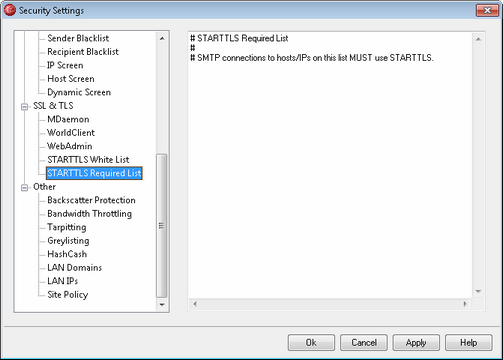 Security Settings
Sender Blacklist
Recipient Blacklist
IP Screen
Host Screen
Dynamic Screen
SSL & TLS
MDaemon
WorldClient
WebAdmin
STARTTLS White List
STARTTLS Required List
Other
Backscatter Protection
Bandwidth Throttling
Tarpitting
Greylisting
HashCash
LAN Domains
LAN IPs
Site Policy
# STARTTLS Required List
#
# SMTP connections to hosts/IPs on this list MUST use STARTTLS.
Ok
Cancel
Apply
Help